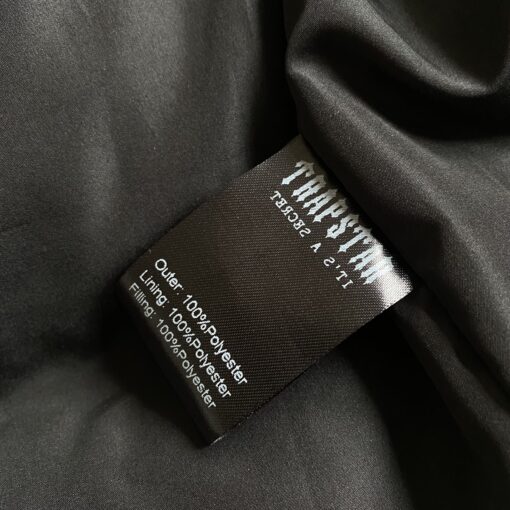 TRAPSTAR
IT'S A SECRET
Outer: 100%Polyester
Lining: 100%Polyester
Filling: 100%Polyester